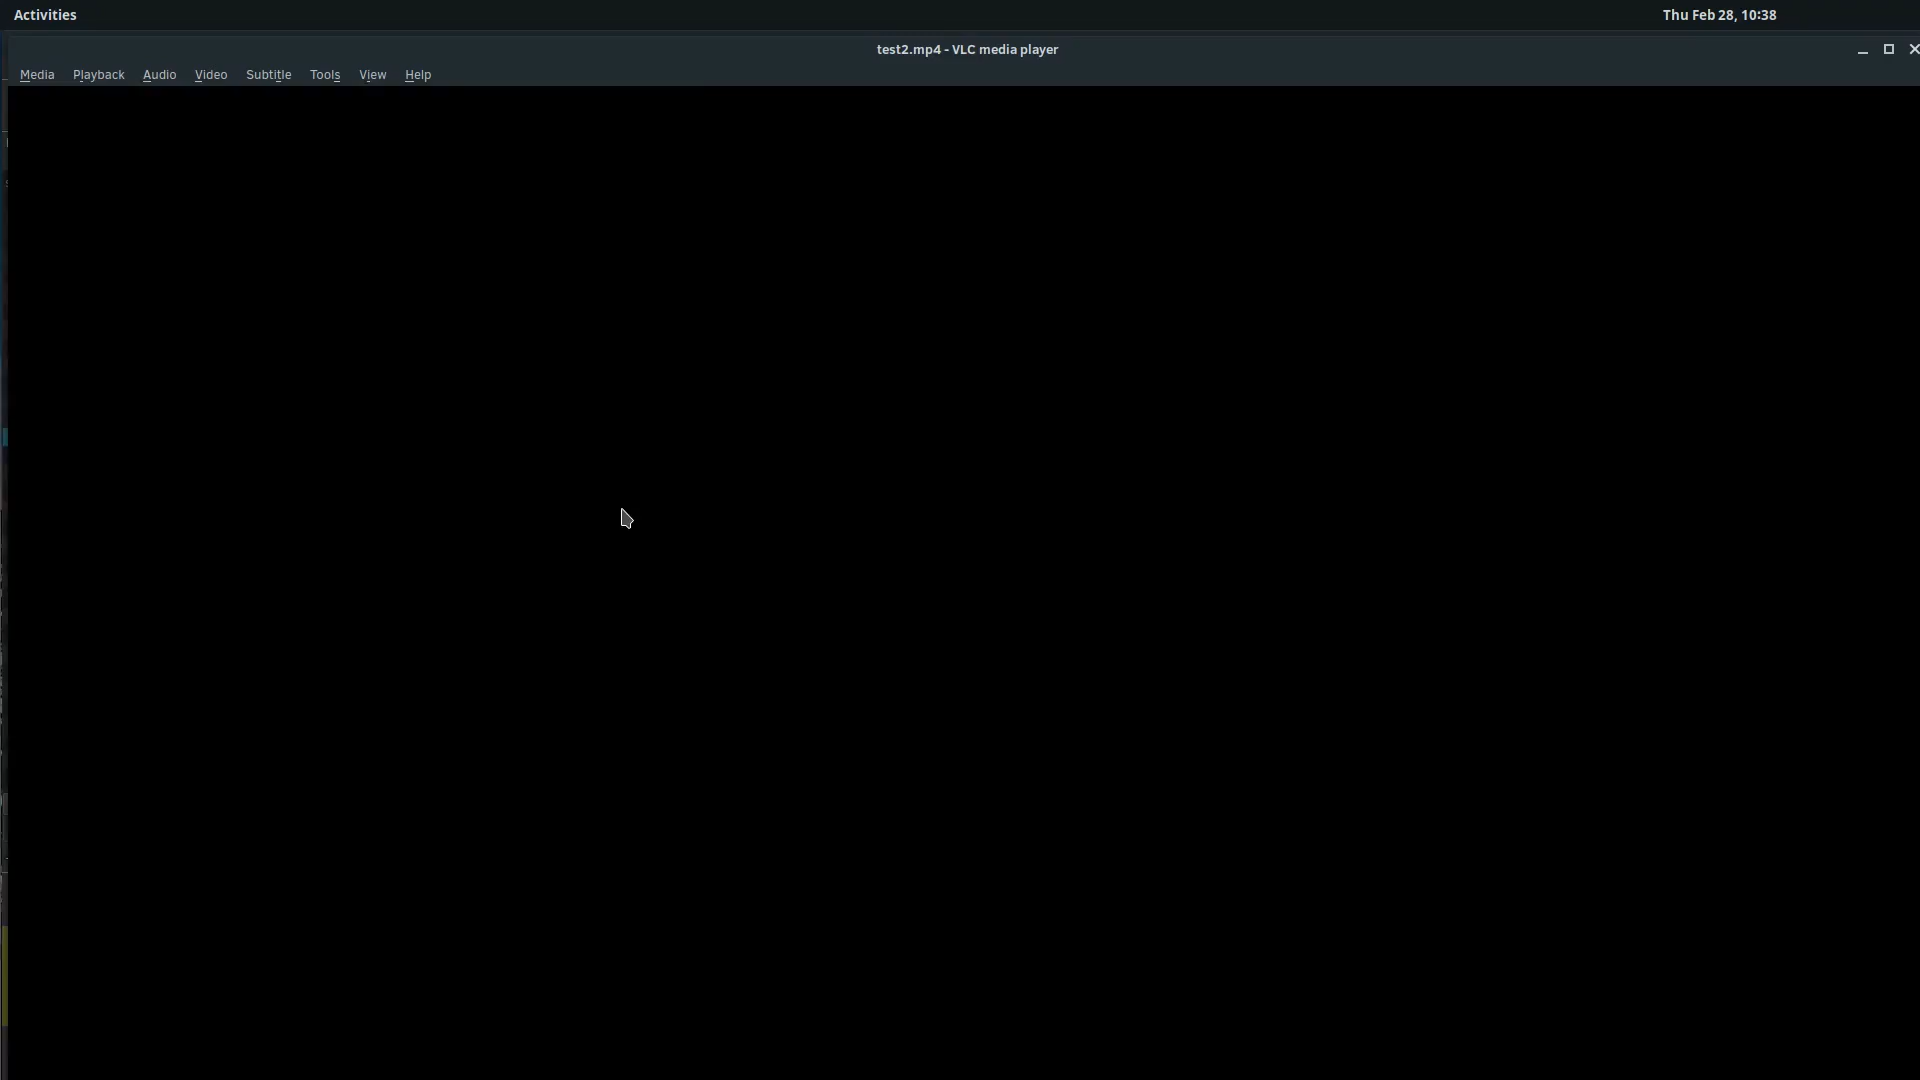 Activities
Thu Feb 28, 10:38
test2.mp4 - VLC media player
Media Playback Audio Video Subtitle Tools View Help